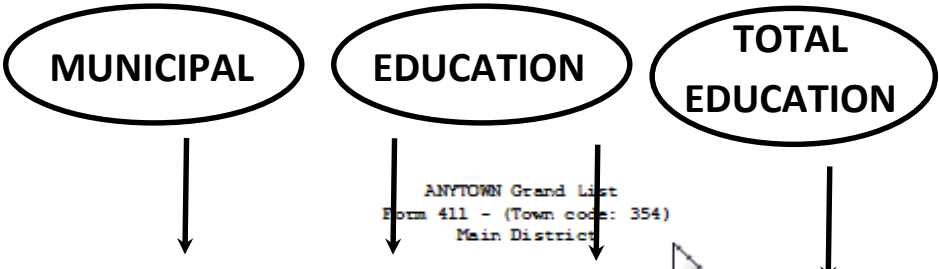 MUNICIPAL
EDUCATION
TOTAL
EDUCATION
ANYTOWN Grand List
Form 411 - (Town code: 354)
Main District